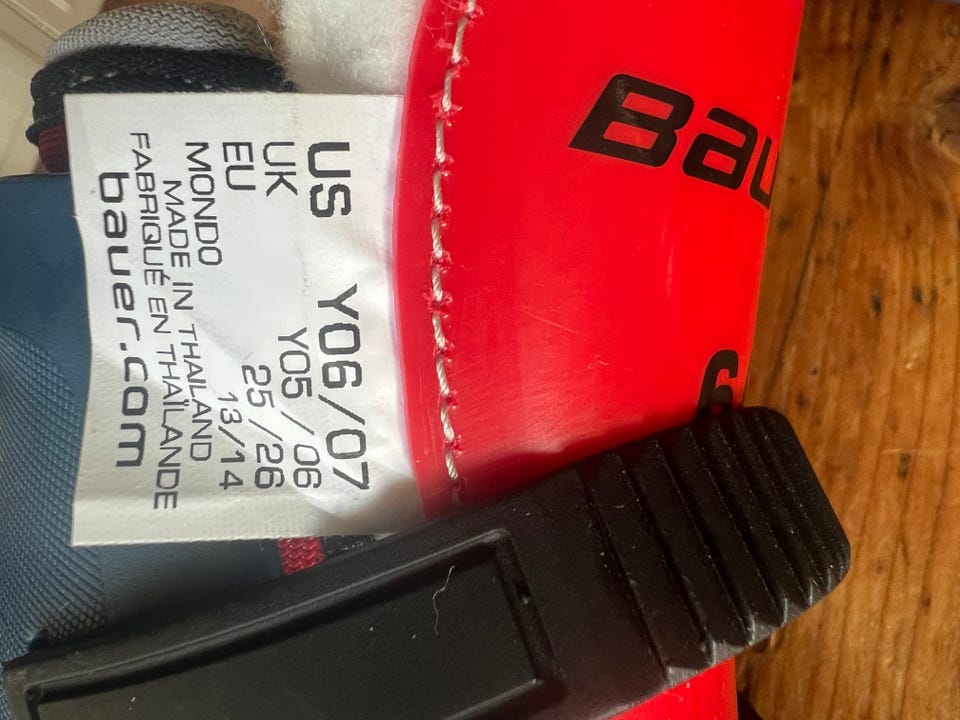 US Y06/07
UK Y05/06
EU 25/26
MONDO 13/14
MADE IN THAILAND
FABRIQUÉ EN THAÏLANDE
bauer.com
Bau